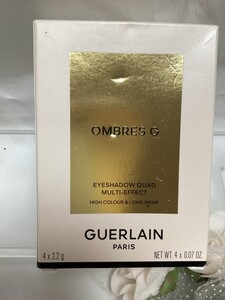 OMBRES G
EYESHADOW QUAD
MULTI-EFFECT
HIGH COLOUR & LONG WEAR
GUERLAIN
PARIS
4 x 2.2 g
NET WT. 4 x 0.07 OZ.